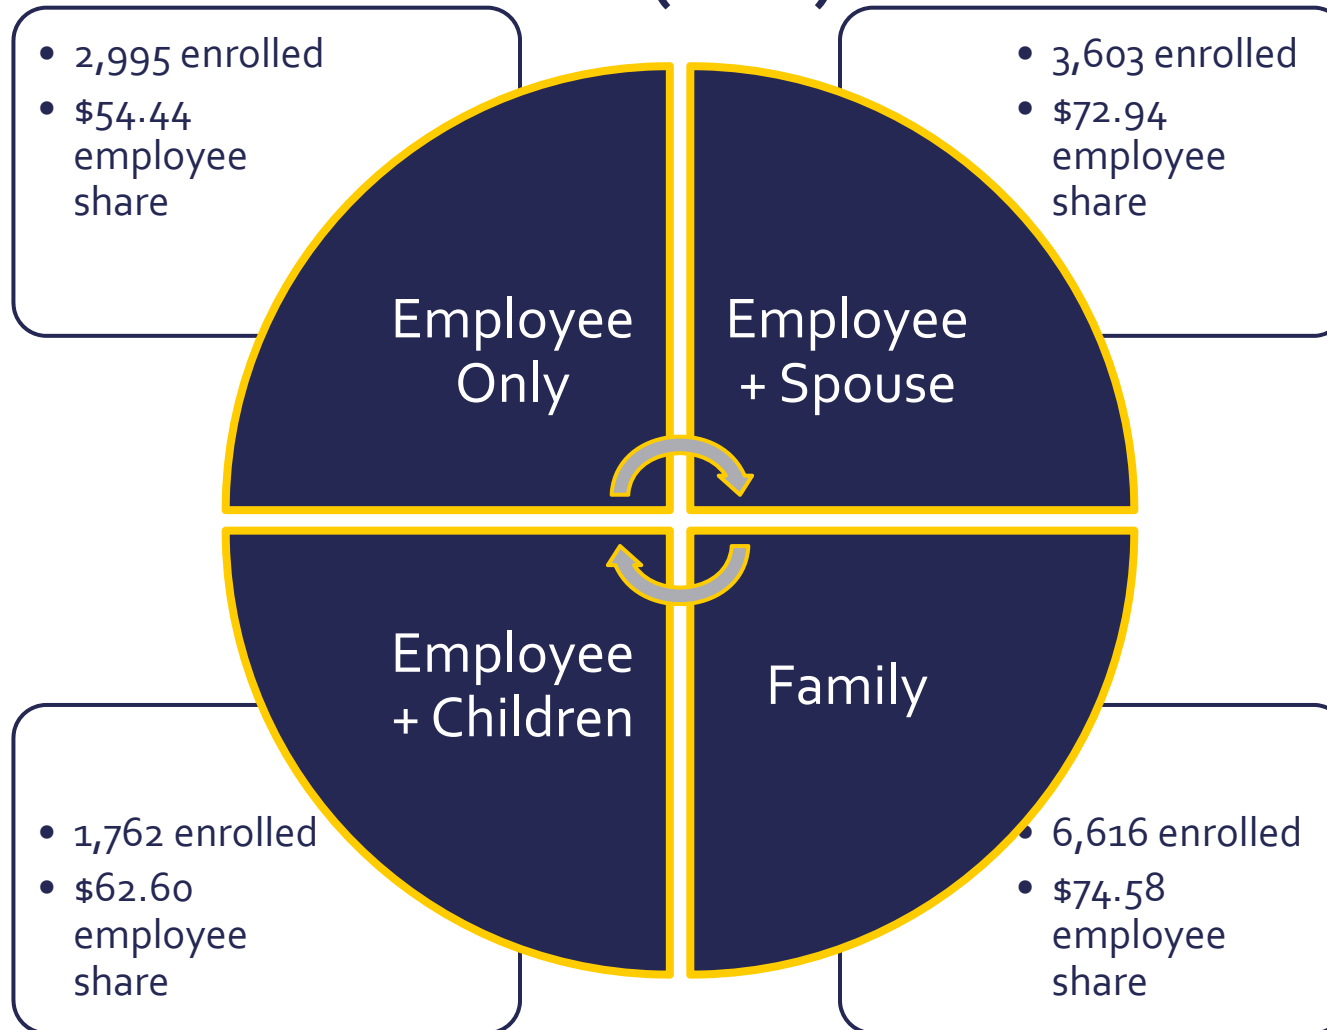 • 2,995 enrolled
• $54.44
employee
share
• 3,603 enrolled
• $72.94
employee
share
Employee
Only
Employee
+ Spouse
Employee
+ Children
Family
• 1,762 enrolled
• $62.60
employee
share
• 6,616 enrolled
• $74.58
employee
share